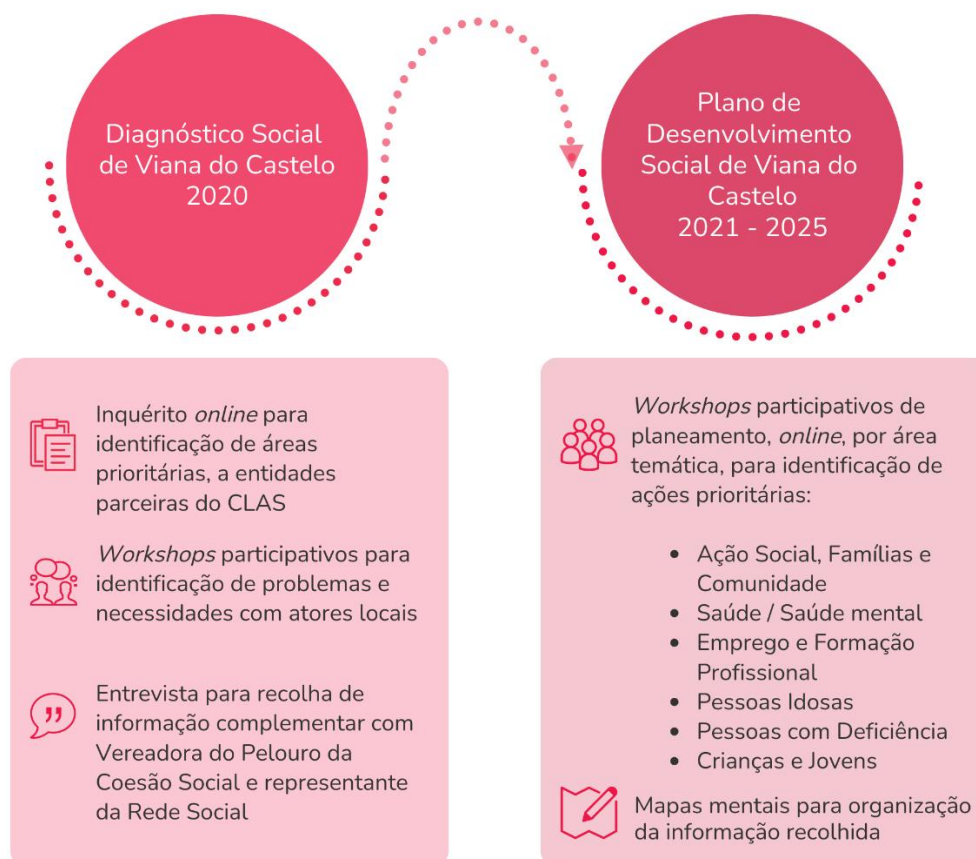 Diagnóstico Social
de Viana do Castelo
2020
Plano de
Desenvolvimento
Social de Viana do
Castelo
2021 - 2025
Inquérito online para
identificação de áreas
prioritárias, a entidades
parceiras do CLAS
Workshops participativos para
identificação de problemas e
necessidades com atores locais
Entrevista para recolha de
informação complementar com
Vereadora do Pelouro da
Coesão Social e representante
da Rede Social
Workshops participativos de
planeamento, online, por área
temática, para identificação de
ações prioritárias:
• Ação Social, Famílias e
Comunidade
• Saúde / Saúde mental
• Emprego e Formação
Profissional
• Pessoas Idosas
• Pessoas com Deficiência
• Crianças e Jovens
Mapas mentais para organização
da informação recolhida